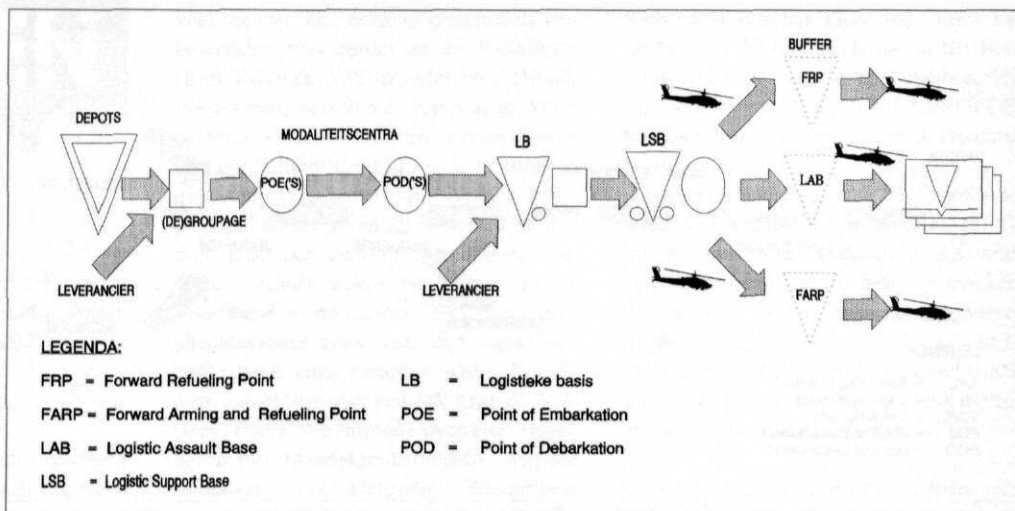 BUFFER
FRP
DEPOTS
MODALITEITSCENTRA
LB
LSB
POE('S)
POD('S)
LAB
(DE)GROUPAGE
LEVERANCIER
LEVERANCIER
FARP
LEGENDA:
FRP = Forward Refueling Point
LB = Logistieke basis
FARP = Forward Arming and Refueling Point
POE = Point of Embarkation
LAB = Logistic Assault Base
POD = Point of Debarkation
LSB = Logistic Support Base